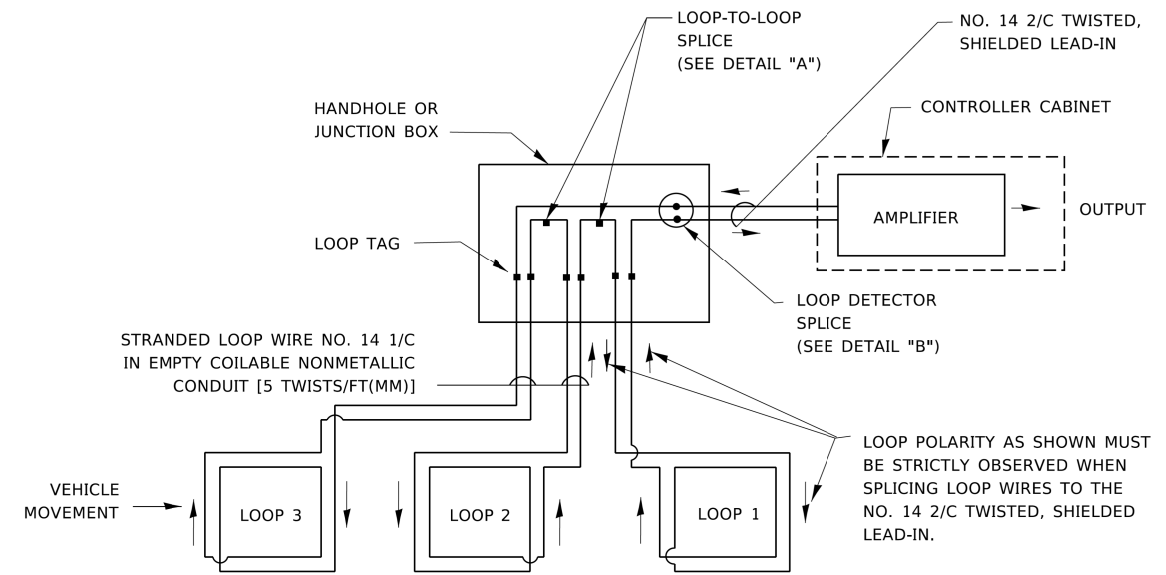 LOOP-TO-LOOP
SPLICE
(SEE DETAIL "A")
NO. 14 2/C TWISTED,
SHIELDED LEAD-IN
HANDHOLE OR
JUNCTION BOX
CONTROLLER CABINET
AMPLIFIER
OUTPUT
LOOP TAG
LOOP DETECTOR
SPLICE
(SEE DETAIL "B")
STRANDED LOOP WIRE NO. 14 1/C
IN EMPTY COILABLE NONMETALLIC
CONDUIT [5 TWISTS/FT(MM)]
LOOP POLARITY AS SHOWN MUST
BE STRICTLY OBSERVED WHEN
SPLICING LOOP WIRES TO THE
NO. 14 2/C TWISTED, SHIELDED
LEAD-IN.
VEHICLE
MOVEMENT
LOOP 3
LOOP 2
LOOP 1